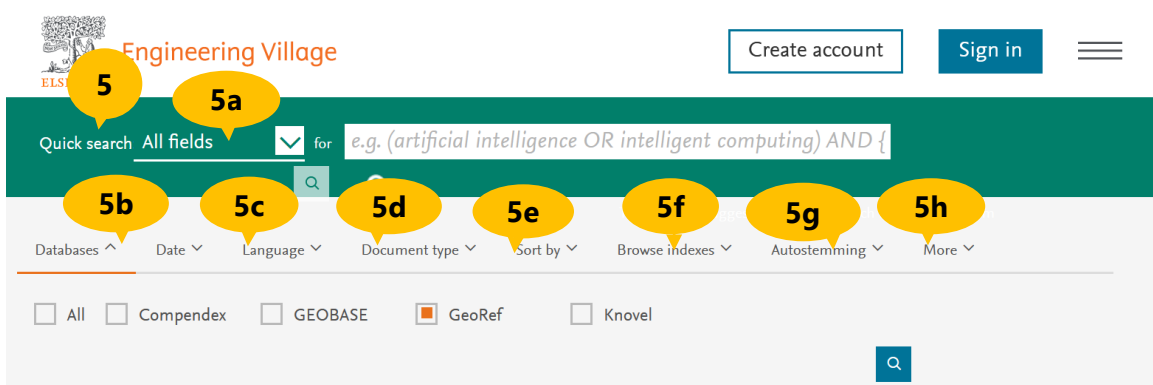 Engineering Village
Create account
Sign in
5
5a
Quick search All fields for e.g. (artificial intelligence OR intelligent computing) AND {
5b 5c 5d 5e 5f 5g 5h
Databases Date Language Document type Sort by Browse indexes Autostemming More
All Compendex GEOBASE GeoRef Knovel